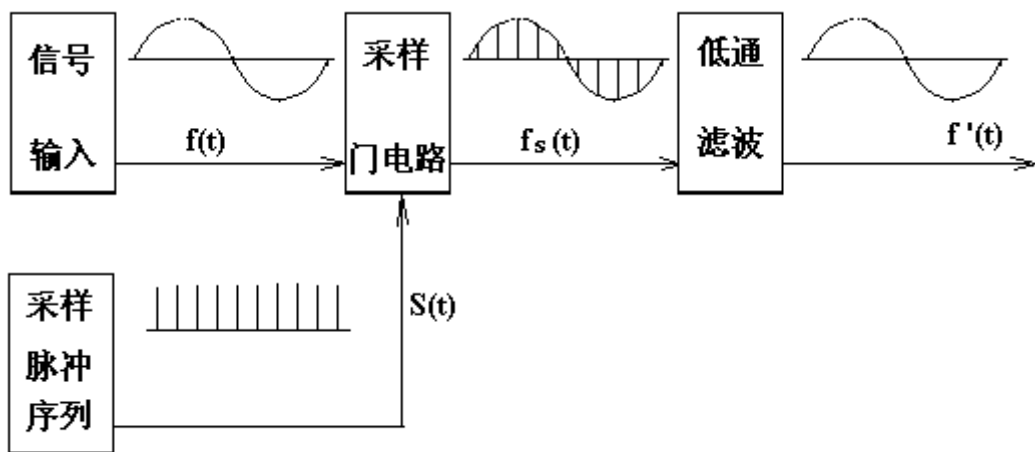 信号
输入
f(t)
采样
门电路
fs(t)
低通
滤波
f'(t)
采样
脉冲
序列
S(t)